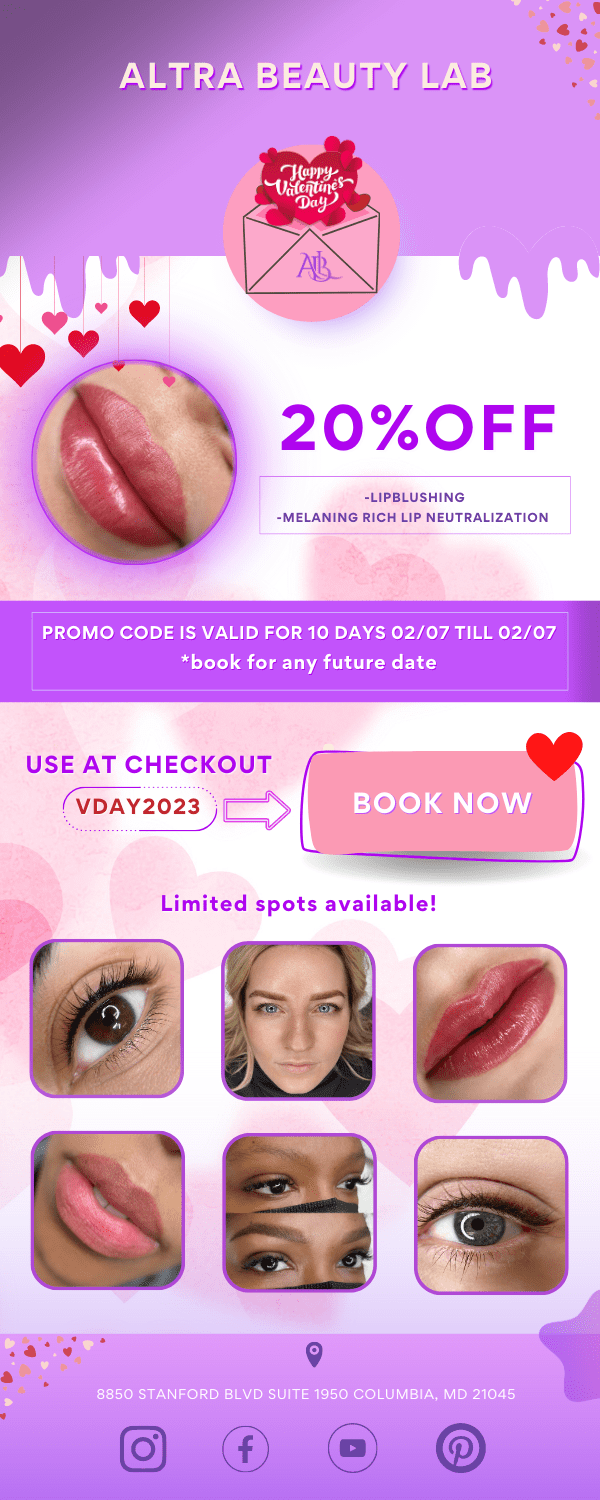 ALTRA BEAUTY LAB
Happy
Valentine's
Day
ALB
20%OFF
-LIPBLUSHING
-MELANING RICH LIP NEUTRALIZATION
PROMO CODE IS VALID FOR 10 DAYS 02/07 TILL 02/07
*book for any future date
USE AT CHECKOUT
VDAY2023
BOOK NOW
Limited spots available!
8850 STANFORD BLVD SUITE 1950 COLUMBIA, MD 21045